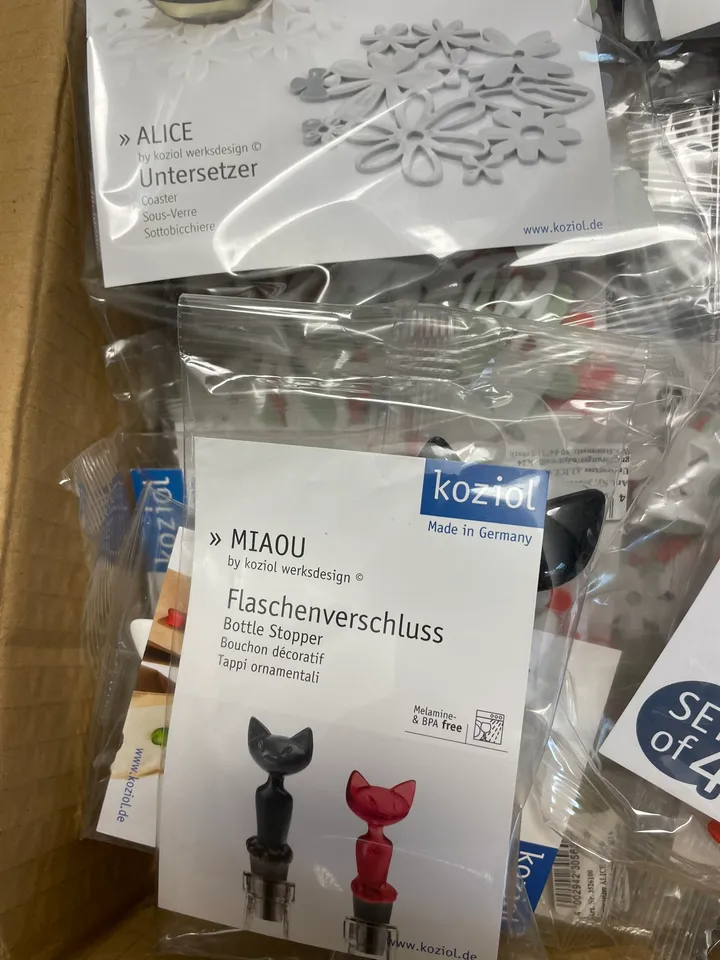 » ALICE
by koziol werksdesign ©
Untersetzer
Coaster
Sous-Verre
Sottobicchiere
www.koziol.de
koziol
Made in Germany
» MIAOU
by koziol werksdesign ©
Flaschenverschluss
Bottle Stopper
Bouchon décoratif
Tappi ornamentali
Melamine-
& BPA free
www.koziol.de
www.koziol.de
of 4